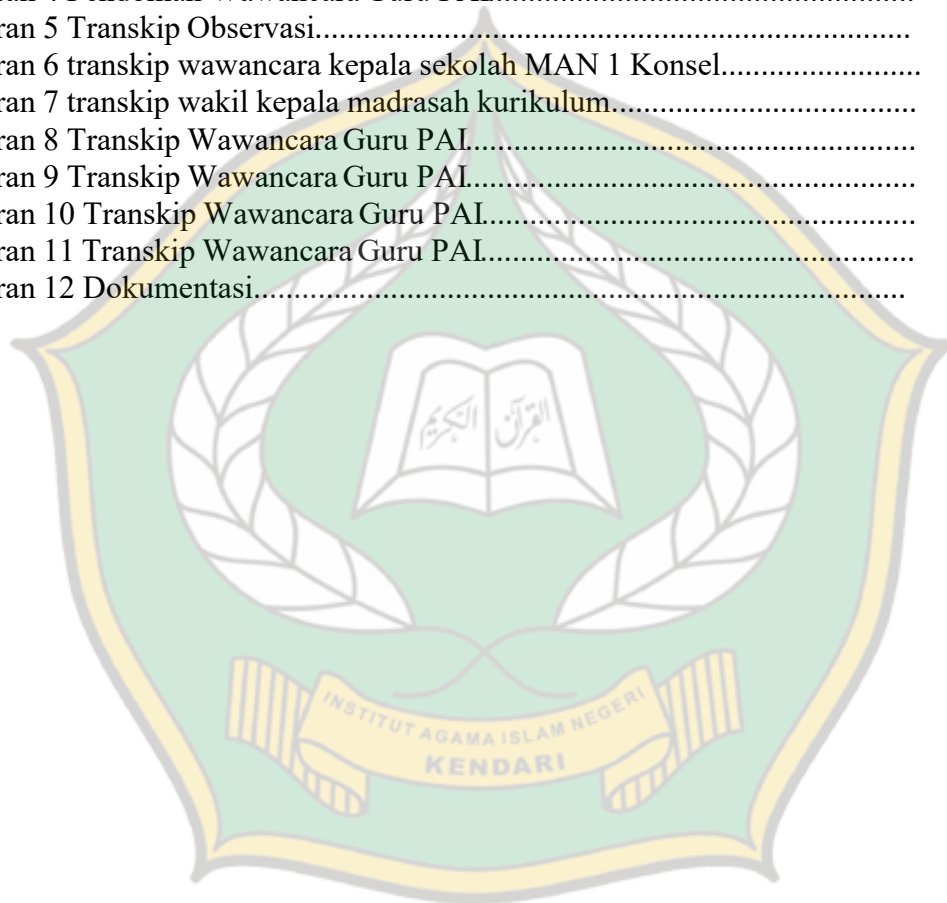 ran 5 Transkip Observasi.......................................................................
ran 6 transkip wawancara kepala sekolah MAN 1 Konsel.........................
ran 7 transkip wakil kepala madrasah kurikulum......................................
ran 8 Transkip Wawancara Guru PAI.......................................................
ran 9 Transkip Wawancara Guru PAI.......................................................
ran 10 Transkip Wawancara Guru PAI.....................................................
ran 11 Transkip Wawancara Guru PAI.....................................................
ran 12 Dokumentasi................................................................................
القرآن الكريم
INSTITUT AGAMA ISLAM NEGERI
KENDARI